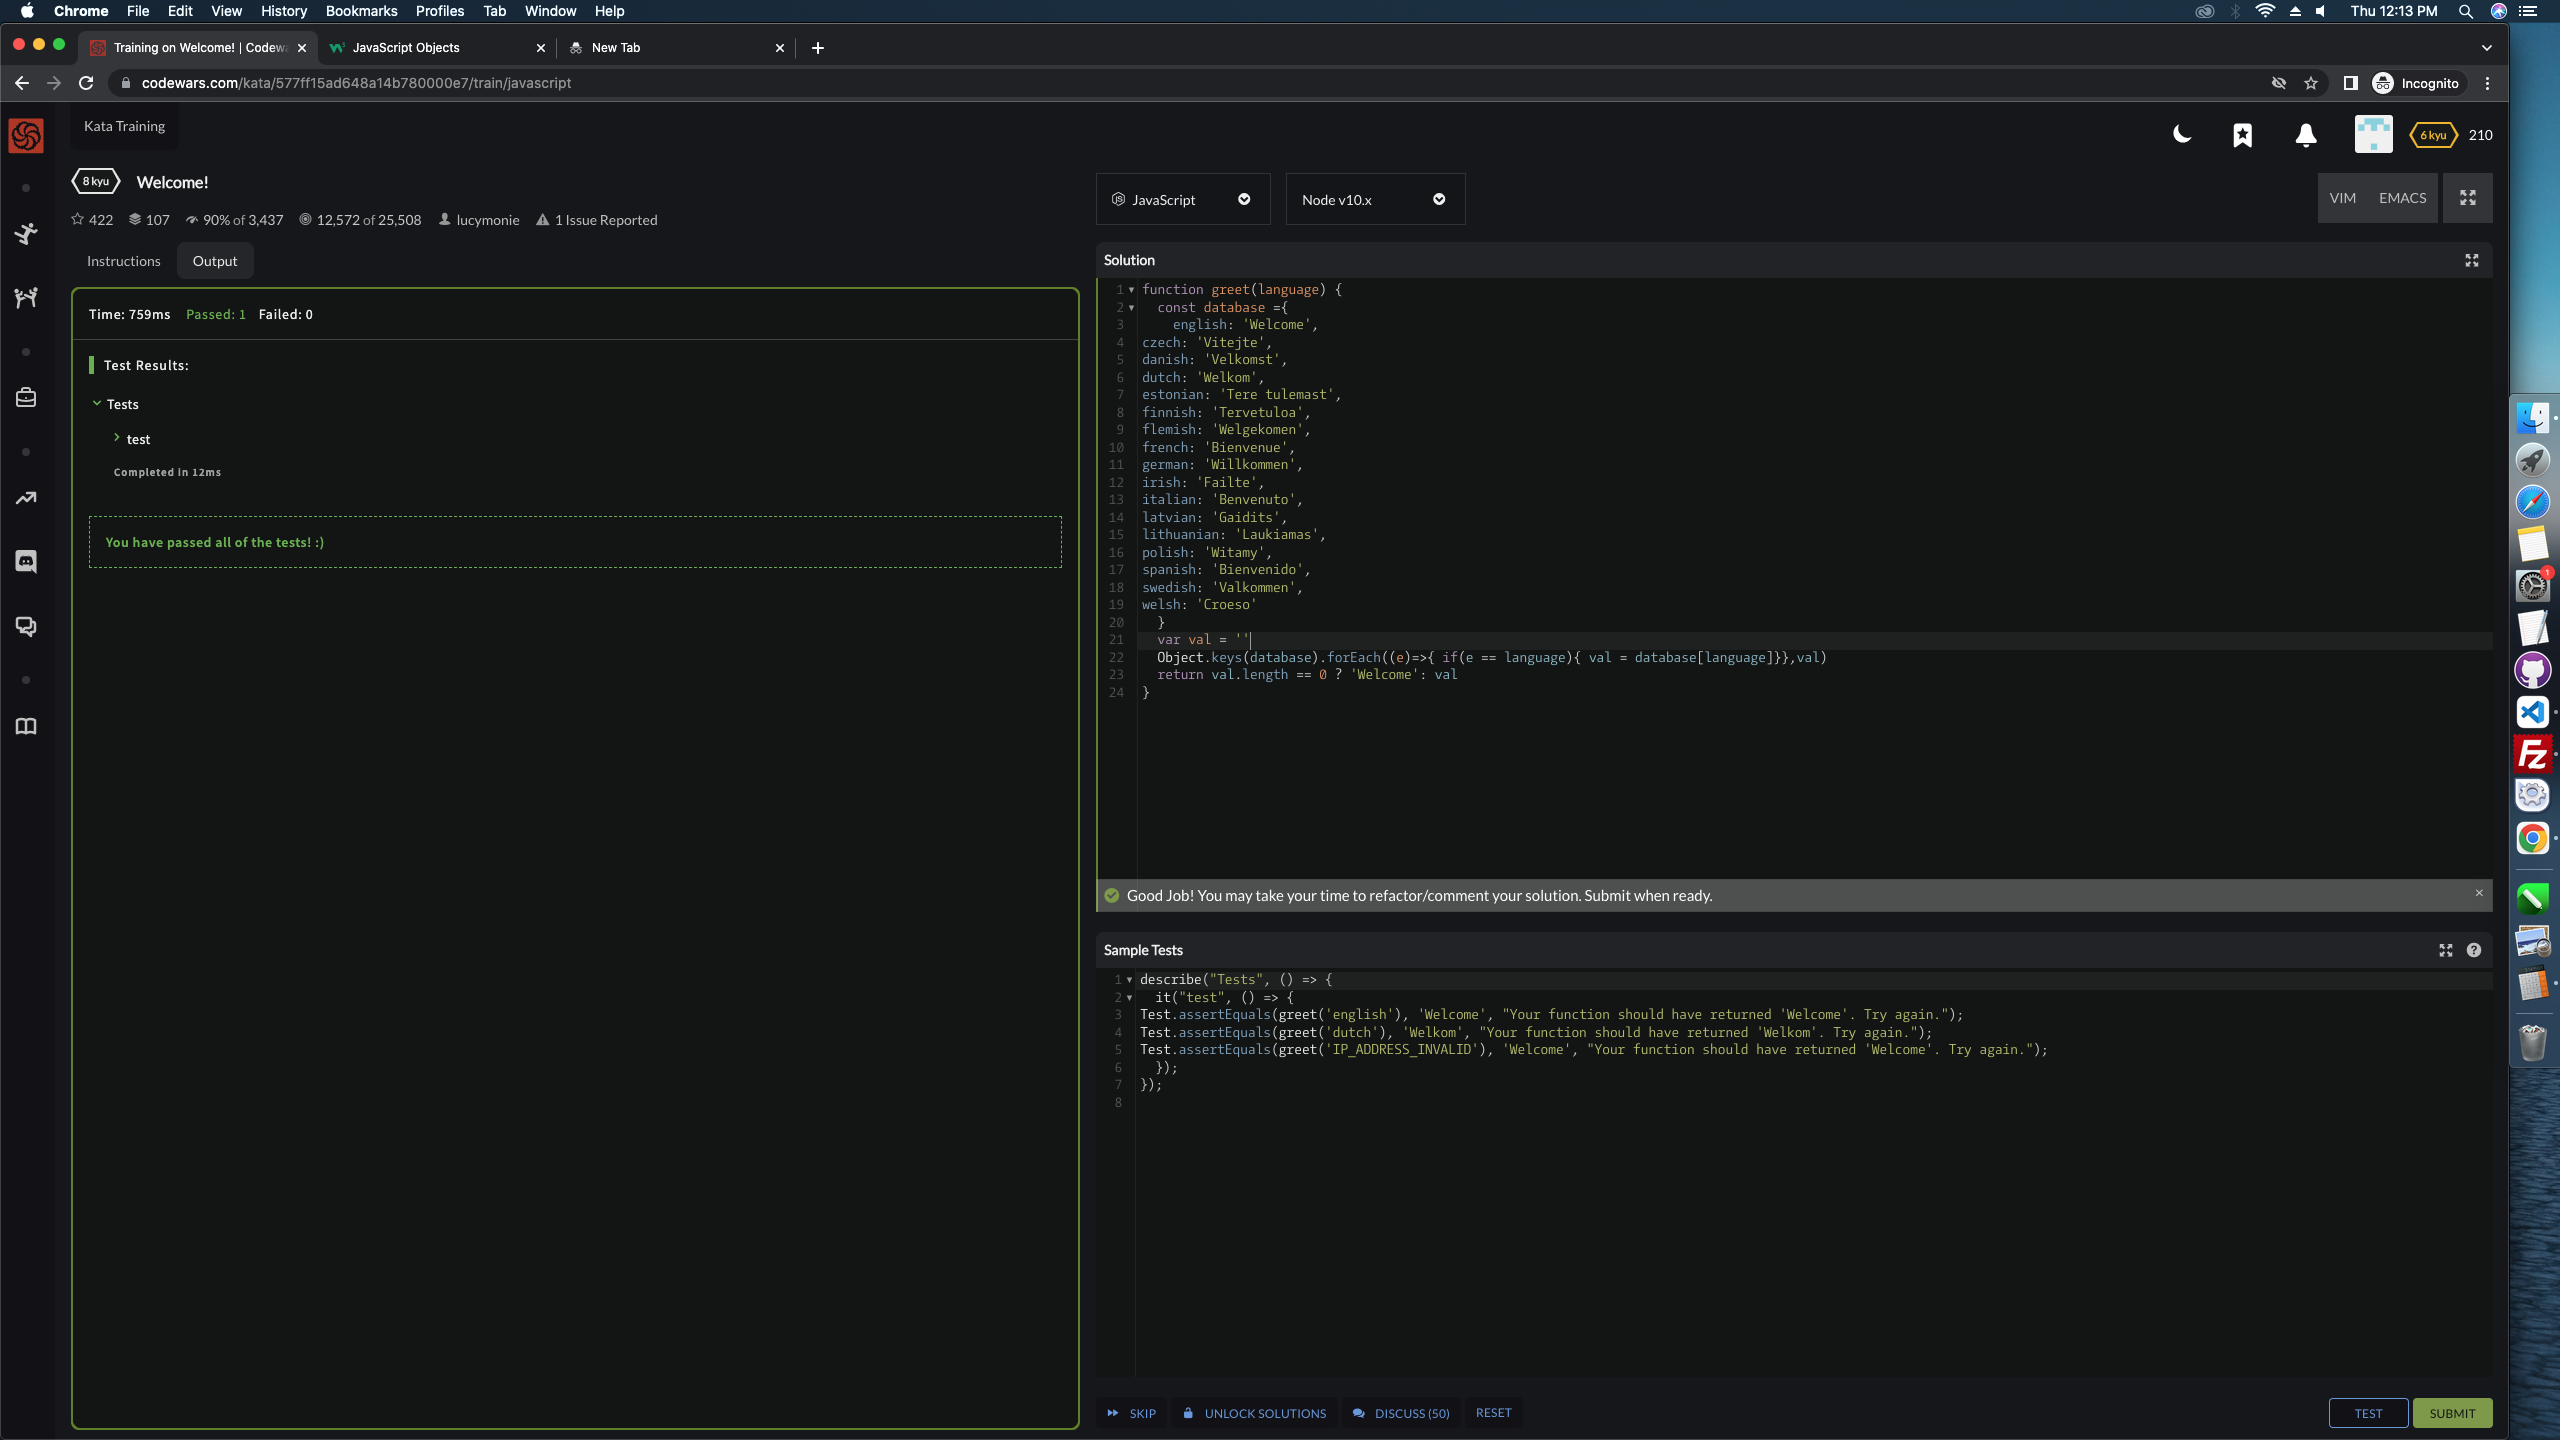 Chrome File Edit View History Bookmarks Profiles Tab Window Help
Thu 12:13 PM
Training on Welcome! | Codewa
JavaScript Objects
New Tab
codewars.com/kata/577ff15ad648a14b780000e7/train/javascript
Incognito
Kata Training
6 kyu 210
8 kyu Welcome!
422 107 90% of 3,437 12,572 of 25,508 lucymonie 1 Issue Reported
JavaScript
Node v10.x
VIM EMACS
Instructions Output
Time: 759ms Passed: 1 Failed: 0
Test Results:
Tests
test
Completed in 12ms
You have passed all of the tests! :)
Solution
1 function greet(language) {
2 const database ={
3 english: 'Welcome',
4 czech: 'Vitejte',
5 danish: 'Velkomst',
6 dutch: 'Welkom',
7 estonian: 'Tere tulemast',
8 finnish: 'Tervetuloa',
9 flemish: 'Welgekomen',
10 french: 'Bienvenue',
11 german: 'Willkommen',
12 irish: 'Failte',
13 italian: 'Benvenuto',
14 latvian: 'Gaidits',
15 lithuanian: 'Laukiamas',
16 polish: 'Witamy',
17 spanish: 'Bienvenido',
18 swedish: 'Valkommen',
19 welsh: 'Croeso'
20 }
21 var val = ''
22 Object.keys(database).forEach((e)=>{ if(e == language){ val = database[language]}},val)
23 return val.length == 0 ? 'Welcome': val
24 }
Good Job! You may take your time to refactor/comment your solution. Submit when ready.
Sample Tests
1 describe("Tests", () => {
2 it("test", () => {
3 Test.assertEquals(greet('english'), 'Welcome', "Your function should have returned 'Welcome'. Try again.");
4 Test.assertEquals(greet('dutch'), 'Welkom', "Your function should have returned 'Welkom'. Try again.");
5 Test.assertEquals(greet('IP_ADDRESS_INVALID'), 'Welcome', "Your function should have returned 'Welcome'. Try again.");
6 });
7 });
8
SKIP UNLOCK SOLUTIONS DISCUSS (50) RESET
TEST SUBMIT
1
Fz